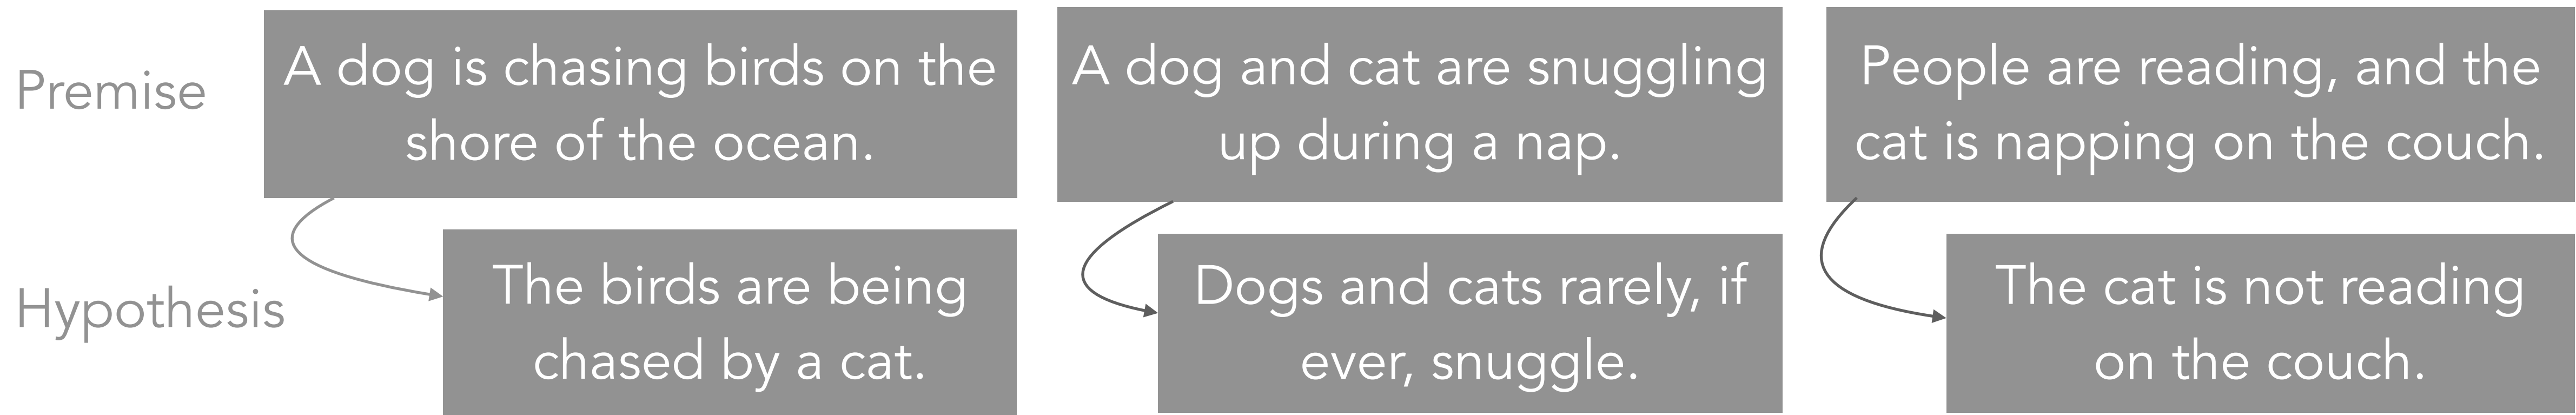 Premise
A dog is chasing birds on the
shore of the ocean.
A dog and cat are snuggling
up during a nap.
People are reading, and the
cat is napping on the couch.
Hypothesis
The birds are being
chased by a cat.
Dogs and cats rarely, if
ever, snuggle.
The cat is not reading
on the couch.